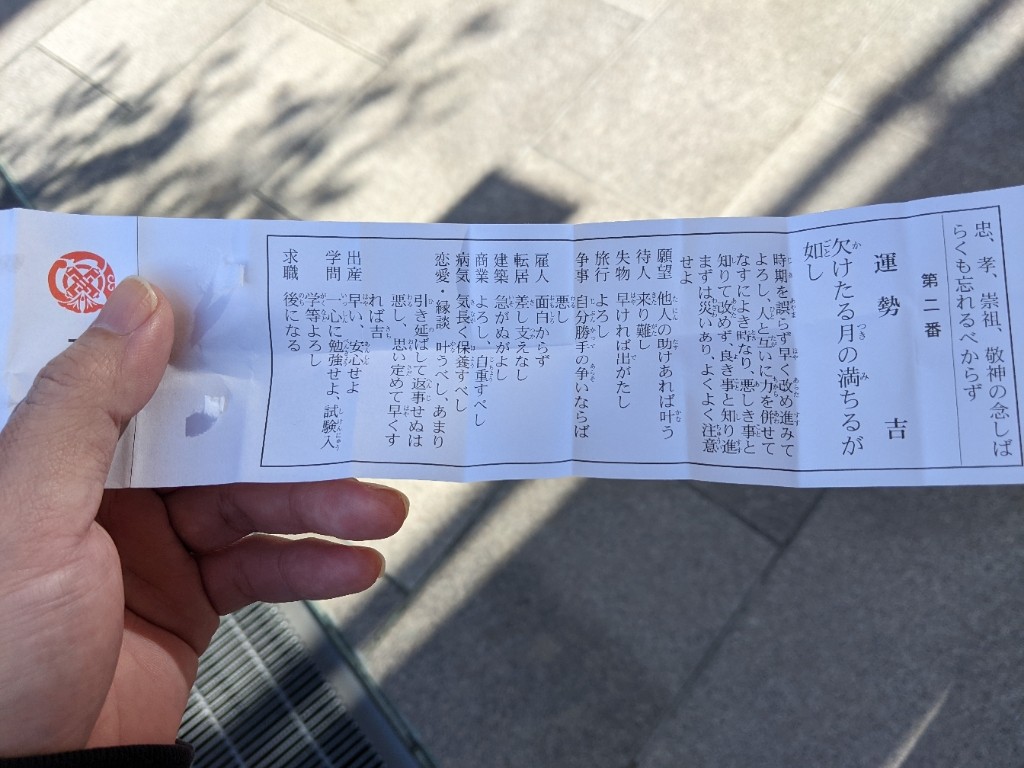 忠、孝、崇祖、敬神の念しば
らくも忘れるべからず
第二番
運勢 吉
欠けたる月の満ちるが
如し
時期を誤らず早く改め進みて
よろし、人と互いに力を併せて
なすによき時なり、悪しき事と
知りて改めず、良き事と知り進
まずは災いあり、よくよく注意
せよ
願望 他人の助けあれば叶う
待人 来り難し
失物 早ければ出がたし
旅行 よろし
争事 自分勝手の争いならば
悪し
雇人 面白からず
転居 差し支えなし
建築 急がぬがよし
商業 よろし、自重すべし
病気 気長く保養すべし
恋愛・縁談 叶うべし、あまり
引き延ばして返事せぬは
悪し、思い定めて早くす
れば吉
出産 早い、安心せよ
学問 一心に勉強せよ、試験入
学等よろし
求職 後になる